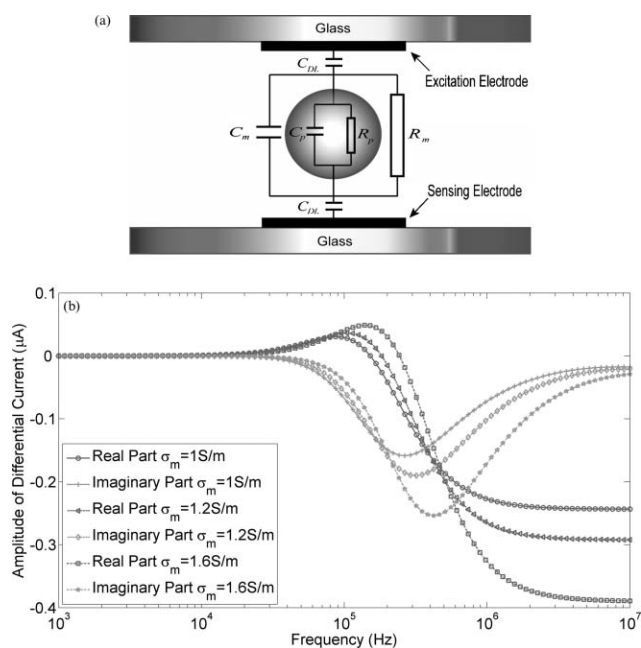 (a)
Glass
C_DL
Excitation Electrode
C_m
C_p
R_p
R_m
Sensing Electrode
C_DL
Glass
(b)
Amplitude of Differential Current (μA)
0.1
0
-0.1
-0.2
-0.3
-0.4
Real Part σ_m=1S/m
Imaginary Part σ_m=1S/m
Real Part σ_m=1.2S/m
Imaginary Part σ_m=1.2S/m
Real Part σ_m=1.6S/m
Imaginary Part σ_m=1.6S/m
10^3
10^4
10^5
10^6
10^7
Frequency (Hz)